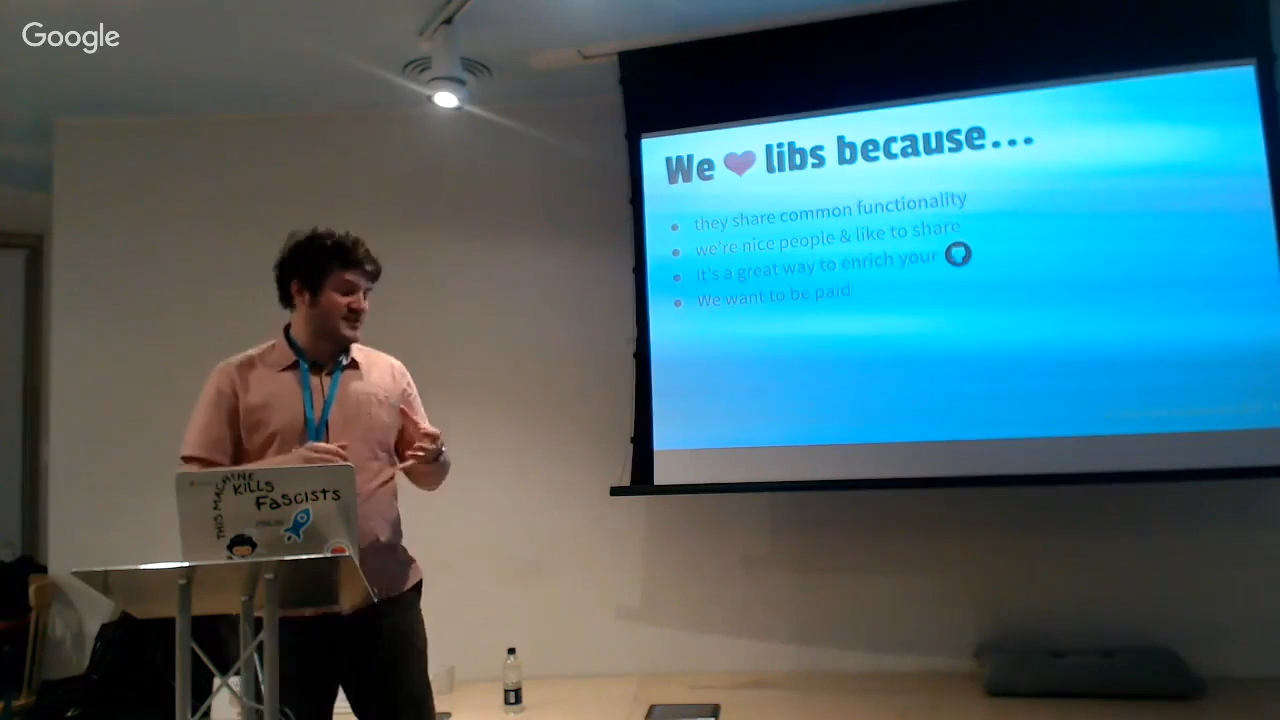 Google
We ❤ libs because...
they share common functionality
we're nice people & like to share
It's a great way to enrich your
We want to be paid
THIS MACHINE
KILLS
FaSCISTS
ASUS